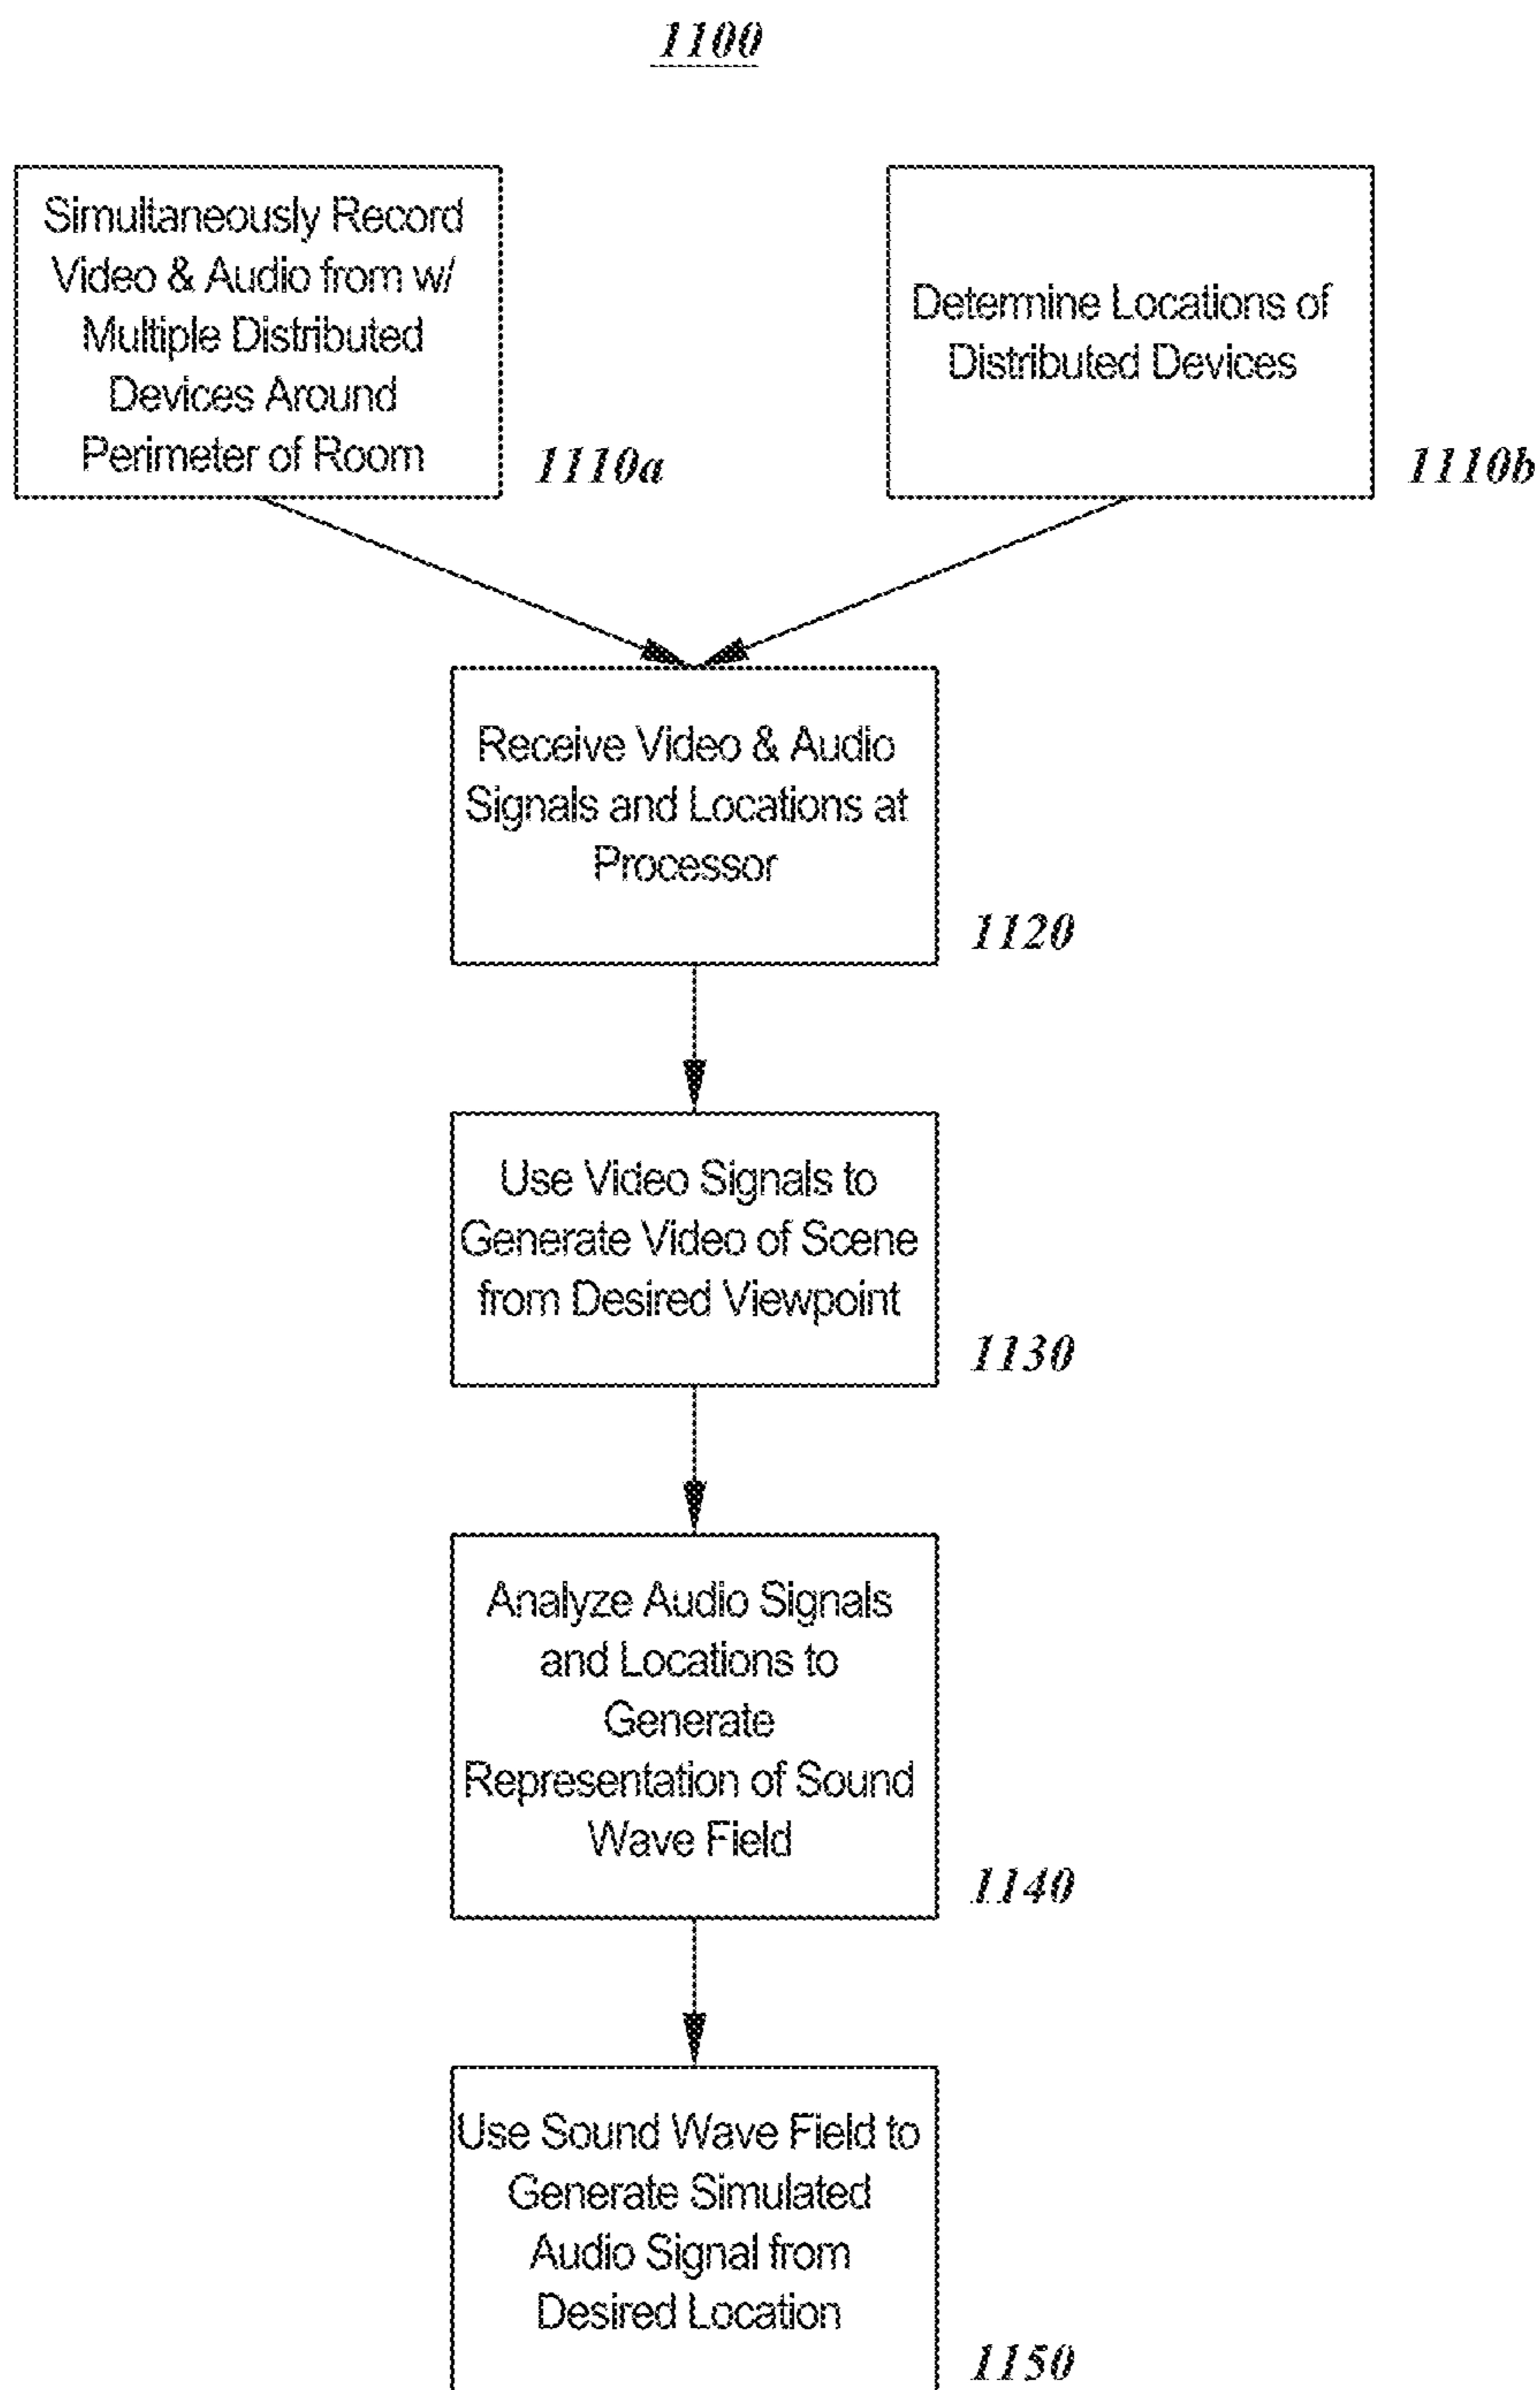 1100
Simultaneously Record
Video & Audio from w/
Multiple Distributed
Devices Around
Perimeter of Room
1110a
Determine Locations of
Distributed Devices
1110b
Receive Video & Audio
Signals and Locations at
Processor
1120
Use Video Signals to
Generate Video of Scene
from Desired Viewpoint
1130
Analyze Audio Signals
and Locations to
Generate
Representation of Sound
Wave Field
1140
Use Sound Wave Field to
Generate Simulated
Audio Signal from
Desired Location
1150